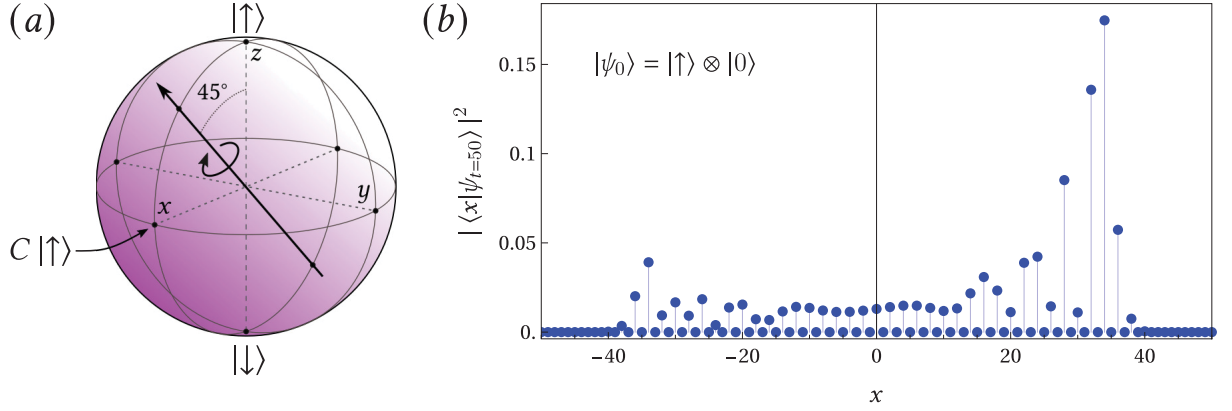 (a)
|↑⟩
z
45°
x
y
C |↑⟩
|↓⟩
(b)
|ψ₀⟩ = |↑⟩ ⊗ |0⟩
|⟨x|ψₜ₌₅₀⟩|²
0.15
0.1
0.05
0.
−40 −20 0 20 40
x